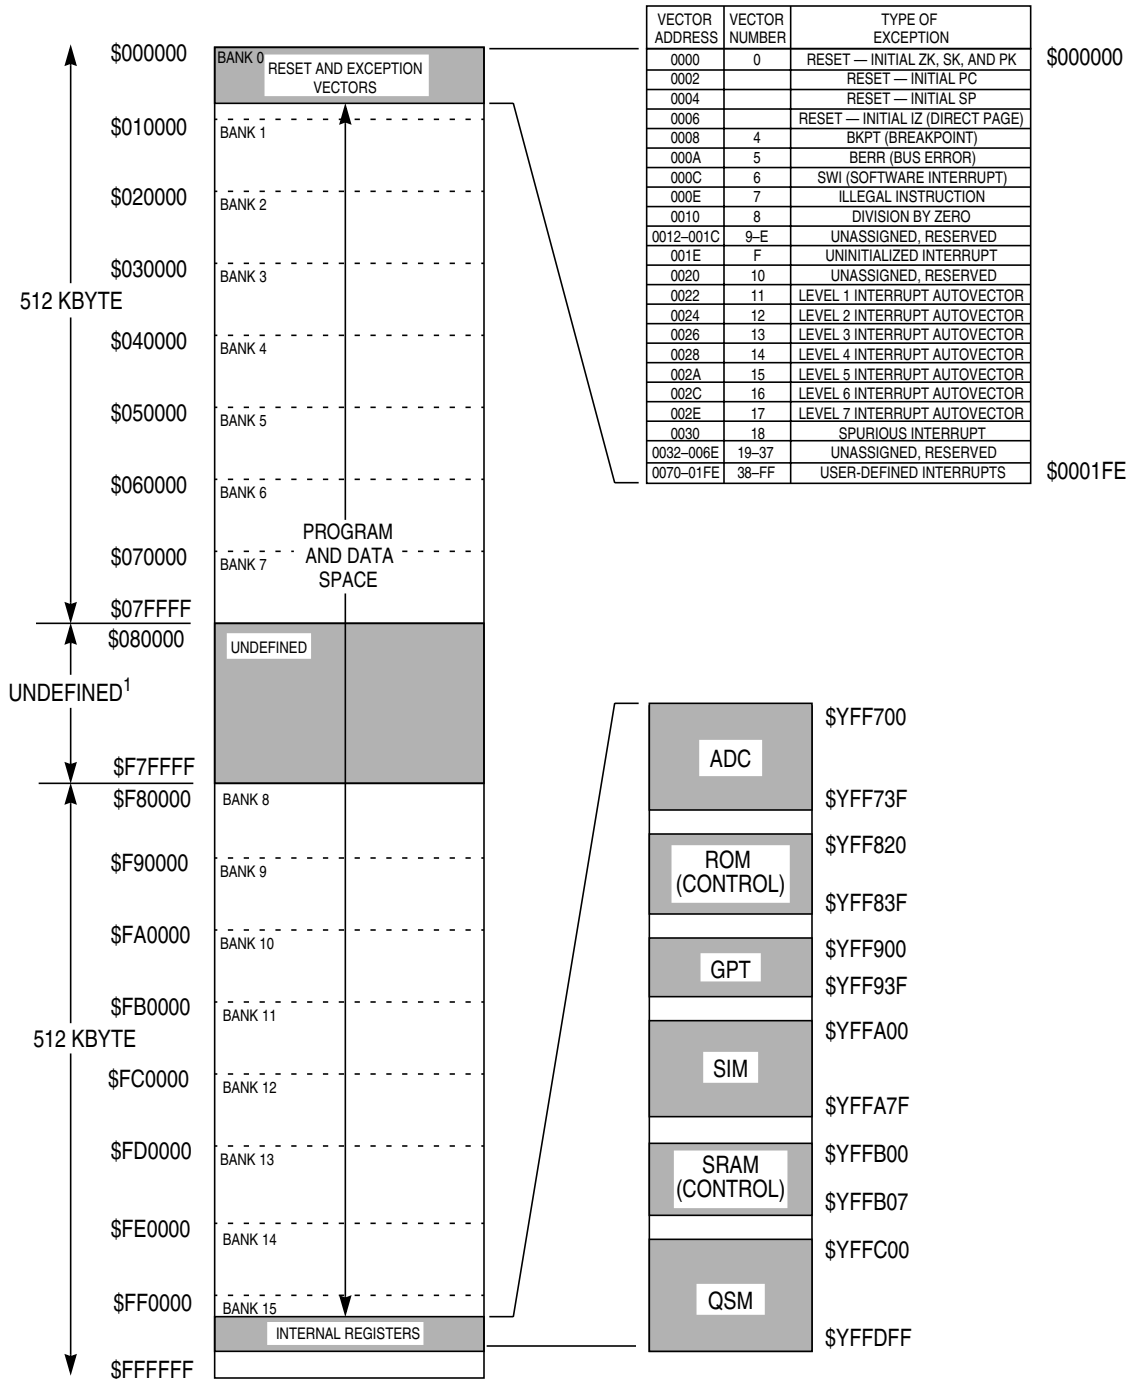 VECTOR ADDRESS VECTOR NUMBER TYPE OF EXCEPTION
0000 0 RESET — INITIAL ZK, SK, AND PK
0002 RESET — INITIAL PC
0004 RESET — INITIAL SP
0006 RESET — INITIAL IZ (DIRECT PAGE)
0008 4 BKPT (BREAKPOINT)
000A 5 BERR (BUS ERROR)
000C 6 SWI (SOFTWARE INTERRUPT)
000E 7 ILLEGAL INSTRUCTION
0010 8 DIVISION BY ZERO
0012–001C 9–E UNASSIGNED, RESERVED
001E F UNINITIALIZED INTERRUPT
0020 10 UNASSIGNED, RESERVED
0022 11 LEVEL 1 INTERRUPT AUTOVECTOR
0024 12 LEVEL 2 INTERRUPT AUTOVECTOR
0026 13 LEVEL 3 INTERRUPT AUTOVECTOR
0028 14 LEVEL 4 INTERRUPT AUTOVECTOR
002A 15 LEVEL 5 INTERRUPT AUTOVECTOR
002C 16 LEVEL 6 INTERRUPT AUTOVECTOR
002E 17 LEVEL 7 INTERRUPT AUTOVECTOR
0030 18 SPURIOUS INTERRUPT
0032–006E 19–37 UNASSIGNED, RESERVED
0070–01FE 38–FF USER-DEFINED INTERRUPTS
$000000
$0001FE
$000000
BANK 0
RESET AND EXCEPTION
VECTORS
$010000
BANK 1
$020000
BANK 2
$030000
BANK 3
512 KBYTE
$040000
BANK 4
$050000
BANK 5
$060000
BANK 6
PROGRAM
AND DATA
SPACE
$070000
BANK 7
$07FFFF
$080000
UNDEFINED
UNDEFINED1
$F7FFFF
$F80000
BANK 8
$F90000
BANK 9
$FA0000
BANK 10
$FB0000
BANK 11
512 KBYTE
$FC0000
BANK 12
$FD0000
BANK 13
$FE0000
BANK 14
$FF0000
BANK 15
INTERNAL REGISTERS
$FFFFFF
$YFF700
ADC
$YFF73F
$YFF820
ROM
(CONTROL)
$YFF83F
$YFF900
GPT
$YFF93F
$YFFA00
SIM
$YFFA7F
$YFFB00
SRAM
(CONTROL)
$YFFB07
$YFFC00
QSM
$YFFDFF